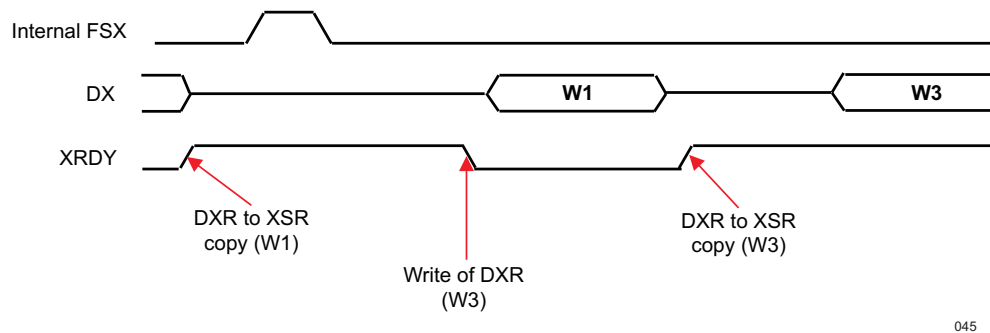 Internal FSX
DX
W1
W3
XRDY
DXR to XSR
copy (W1)
Write of DXR
(W3)
DXR to XSR
copy (W3)
045